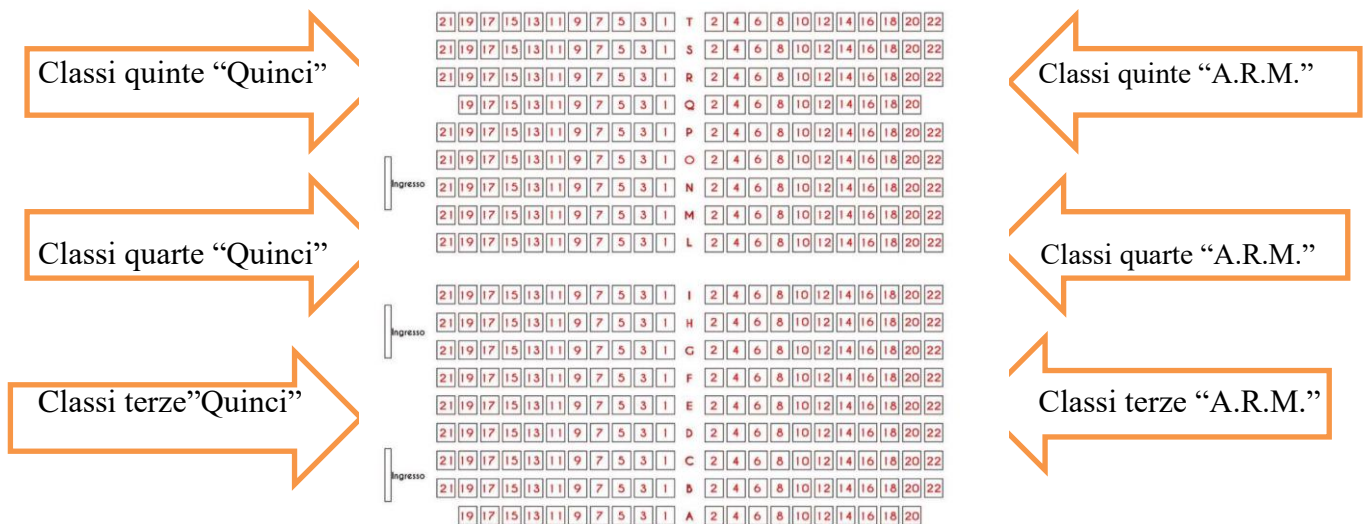 21 19 17 15 13 11 9 7 5 3 1 T 2 4 6 8 10 12 14 16 18 20 22
21 19 17 15 13 11 9 7 5 3 1 S 2 4 6 8 10 12 14 16 18 20 22
Classi quinte “Quinci”
21 19 17 15 13 11 9 7 5 3 1 R 2 4 6 8 10 12 14 16 18 20 22
Classi quinte “A.R.M.”
19 17 15 13 11 9 7 5 3 1 Q 2 4 6 8 10 12 14 16 18 20
21 19 17 15 13 11 9 7 5 3 1 P 2 4 6 8 10 12 14 16 18 20 22
21 19 17 15 13 11 9 7 5 3 1 O 2 4 6 8 10 12 14 16 18 20 22
Ingresso
21 19 17 15 13 11 9 7 5 3 1 N 2 4 6 8 10 12 14 16 18 20 22
21 19 17 15 13 11 9 7 5 3 1 M 2 4 6 8 10 12 14 16 18 20 22
21 19 17 15 13 11 9 7 5 3 1 L 2 4 6 8 10 12 14 16 18 20 22
Classi quarte “Quinci”
Classi quarte “A.R.M.”
21 19 17 15 13 11 9 7 5 3 1 I 2 4 6 8 10 12 14 16 18 20 22
21 19 17 15 13 11 9 7 5 3 1 H 2 4 6 8 10 12 14 16 18 20 22
Ingresso
21 19 17 15 13 11 9 7 5 3 1 G 2 4 6 8 10 12 14 16 18 20 22
21 19 17 15 13 11 9 7 5 3 1 F 2 4 6 8 10 12 14 16 18 20 22
Classi terze”Quinci”
21 19 17 15 13 11 9 7 5 3 1 E 2 4 6 8 10 12 14 16 18 20 22
Classi terze “A.R.M.”
21 19 17 15 13 11 9 7 5 3 1 D 2 4 6 8 10 12 14 16 18 20 22
21 19 17 15 13 11 9 7 5 3 1 C 2 4 6 8 10 12 14 16 18 20 22
Ingresso
21 19 17 15 13 11 9 7 5 3 1 B 2 4 6 8 10 12 14 16 18 20 22
19 17 15 13 11 9 7 5 3 1 A 2 4 6 8 10 12 14 16 18 20